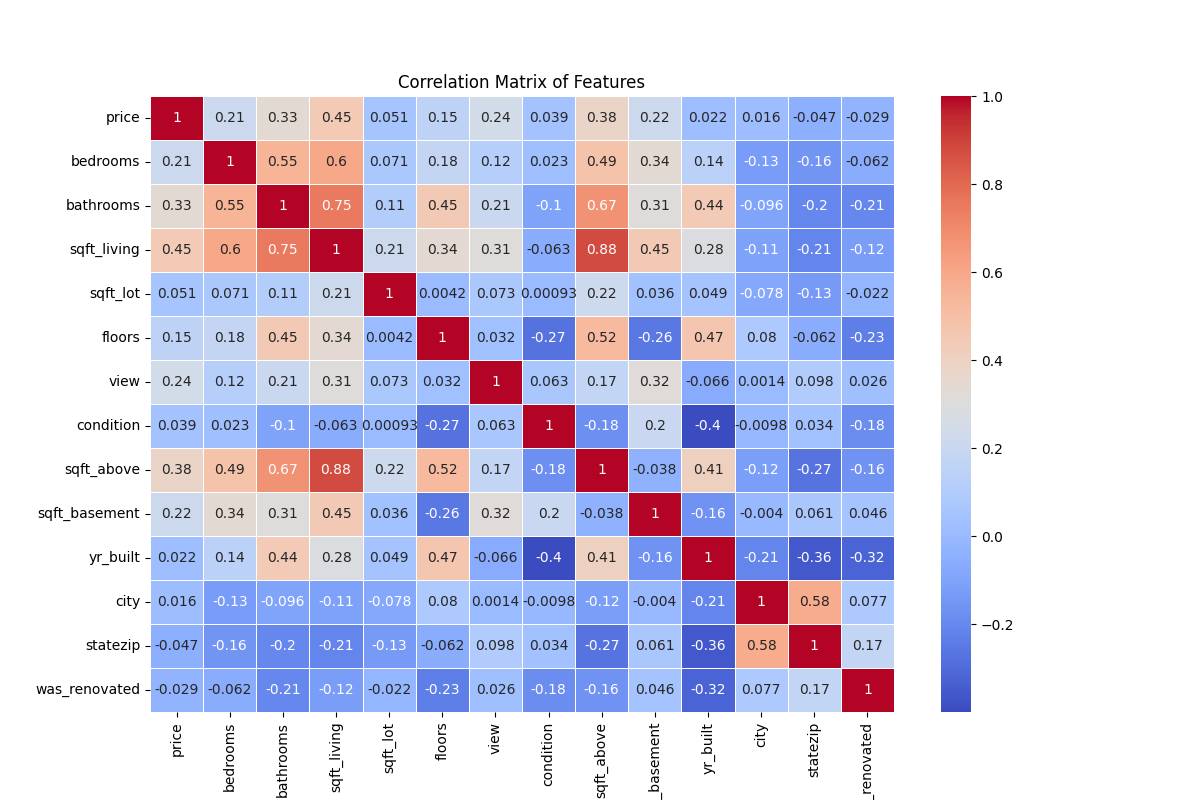 Correlation Matrix of Features
price 1 0.21 0.33 0.45 0.051 0.15 0.24 0.039 0.38 0.22 0.022 0.016 -0.047 -0.029
bedrooms 0.21 1 0.55 0.6 0.071 0.18 0.12 0.023 0.49 0.34 0.14 -0.13 -0.16 -0.062
bathrooms 0.33 0.55 1 0.75 0.11 0.45 0.21 -0.1 0.67 0.31 0.44 -0.096 -0.2 -0.21
sqft_living 0.45 0.6 0.75 1 0.21 0.34 0.31 -0.063 0.88 0.45 0.28 -0.11 -0.21 -0.12
sqft_lot 0.051 0.071 0.11 0.21 1 0.0042 0.073 0.00093 0.22 0.036 0.049 -0.078 -0.13 -0.022
floors 0.15 0.18 0.45 0.34 0.0042 1 0.032 -0.27 0.52 -0.26 0.47 0.08 -0.062 -0.23
view 0.24 0.12 0.21 0.31 0.073 0.032 1 0.063 0.17 0.32 -0.066 0.0014 0.098 0.026
condition 0.039 0.023 -0.1 -0.063 0.00093 -0.27 0.063 1 -0.18 0.2 -0.4 -0.0098 0.034 -0.18
sqft_above 0.38 0.49 0.67 0.88 0.22 0.52 0.17 -0.18 1 -0.038 0.41 -0.12 -0.27 -0.16
sqft_basement 0.22 0.34 0.31 0.45 0.036 -0.26 0.32 0.2 -0.038 1 -0.16 -0.004 0.061 0.046
yr_built 0.022 0.14 0.44 0.28 0.049 0.47 -0.066 -0.4 0.41 -0.16 1 -0.21 -0.36 -0.32
city 0.016 -0.13 -0.096 -0.11 -0.078 0.08 0.0014 -0.0098 -0.12 -0.004 -0.21 1 0.58 0.077
statezip -0.047 -0.16 -0.2 -0.21 -0.13 -0.062 0.098 0.034 -0.27 0.061 -0.36 0.58 1 0.17
was_renovated -0.029 -0.062 -0.21 -0.12 -0.022 -0.23 0.026 -0.18 -0.16 0.046 -0.32 0.077 0.17 1
price
bedrooms
bathrooms
sqft_living
sqft_lot
floors
view
condition
sqft_above
_basement
yr_built
city
statezip
_renovated
1.0
0.8
0.6
0.4
0.2
0.0
−0.2